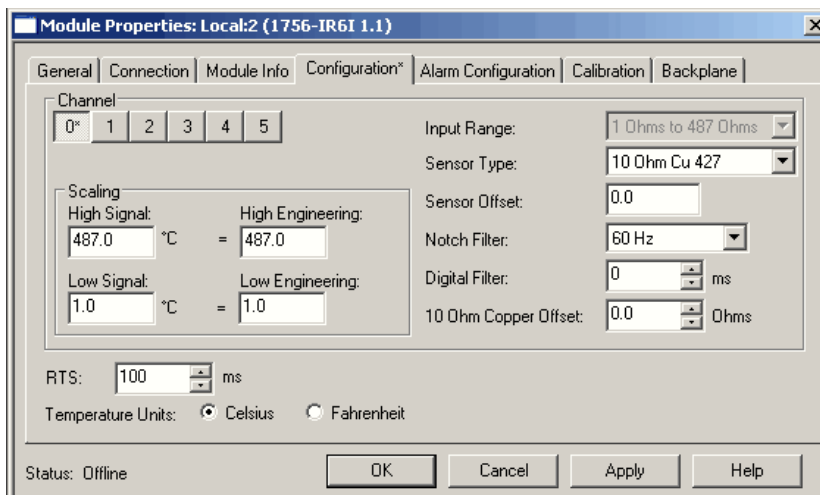 Module Properties: Local:2 (1756-IR6I 1.1)
General Connection Module Info Configuration* Alarm Configuration Calibration Backplane
Channel
0* 1 2 3 4 5
Input Range: 1 Ohms to 487 Ohms
Sensor Type: 10 Ohm Cu 427
Scaling
Sensor Offset: 0.0
High Signal: High Engineering:
487.0 °C = 487.0
Notch Filter: 60 Hz
Low Signal: Low Engineering:
Digital Filter: 0 ms
1.0 °C = 1.0
10 Ohm Copper Offset: 0.0 Ohms
RTS: 100 ms
Temperature Units: Celsius Fahrenheit
Status: Offline OK Cancel Apply Help